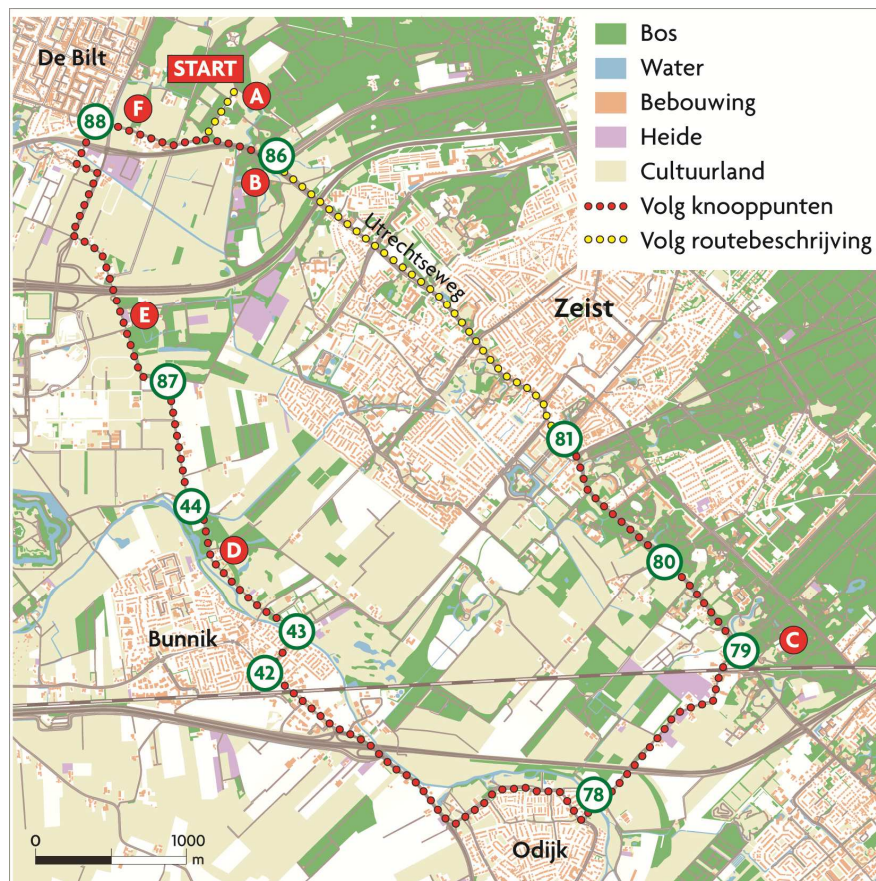 De Bilt
START
A
F
88
86
B
Utrechtseweg
Zeist
E
87
81
44
D
80
Bunnik
43
42
79
C
78
Odijk
0
1000
m
Bos
Water
Bebouwing
Heide
Cultuurland
Volg knooppunten
Volg routebeschrijving